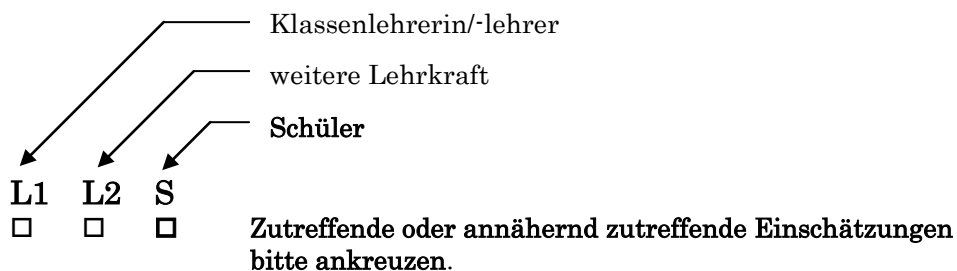 Klassenlehrerin/-lehrer
weitere Lehrkraft
Schüler
L1 L2 S
□ □ □ Zutreffende oder annähernd zutreffende Einschätzungen
bitte ankreuzen.